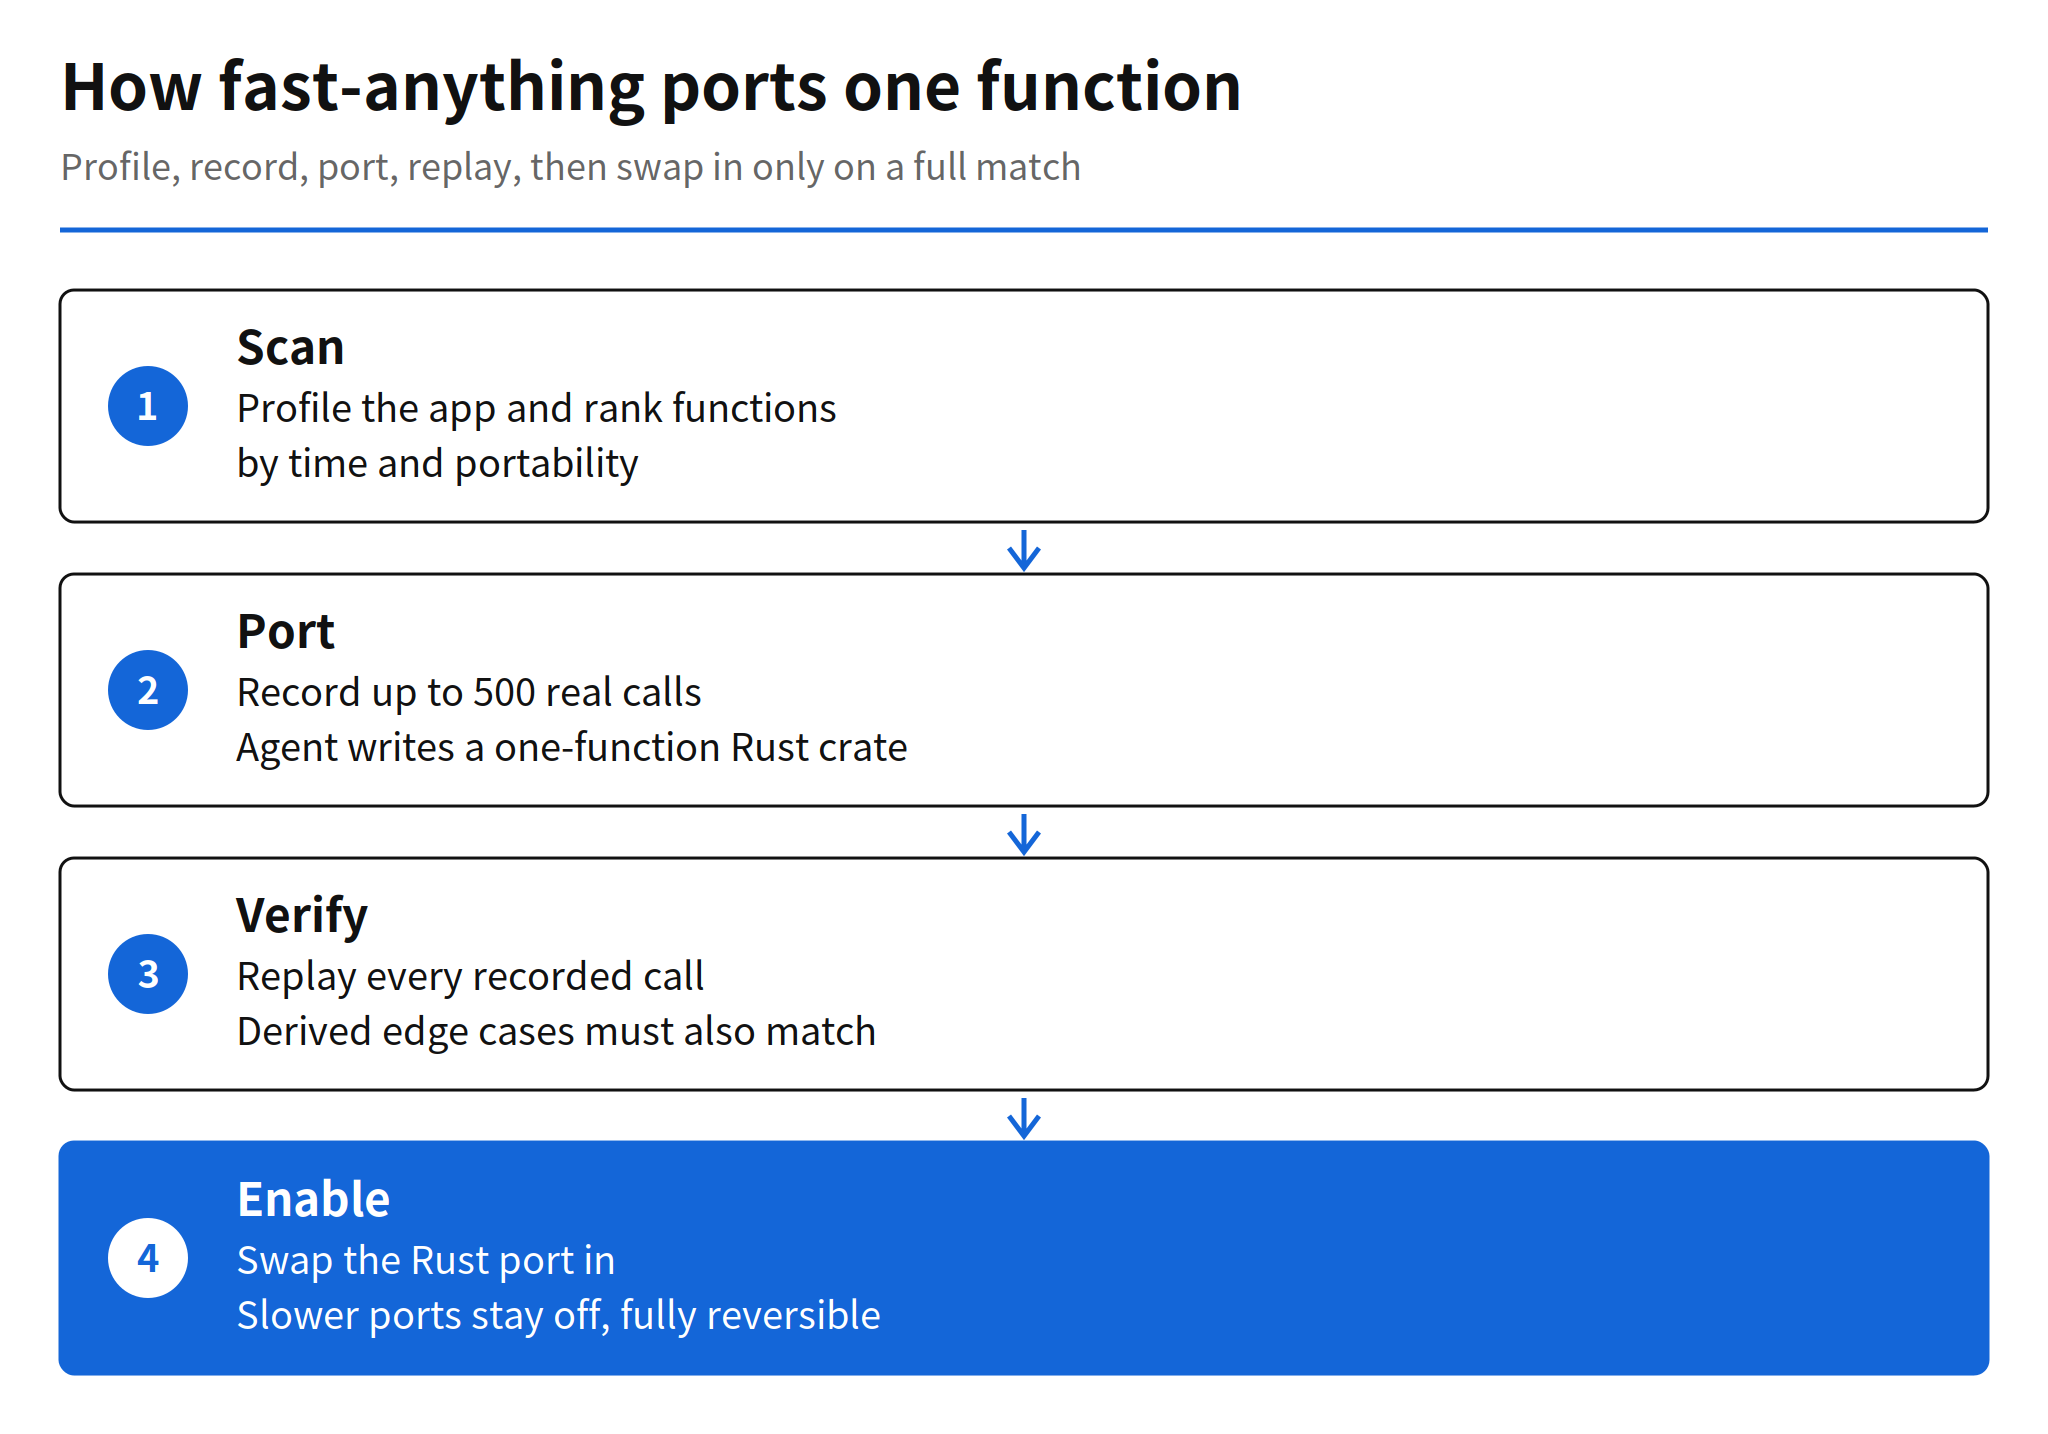 How fast-anything ports one function
Profile, record, port, replay, then swap in only on a full match
Scan
1
Profile the app and rank functions
by time and portability
Port
2
Record up to 500 real calls
Agent writes a one-function Rust crate
Verify
3
Replay every recorded call
Derived edge cases must also match
Enable
4
Swap the Rust port in
Slower ports stay off, fully reversible